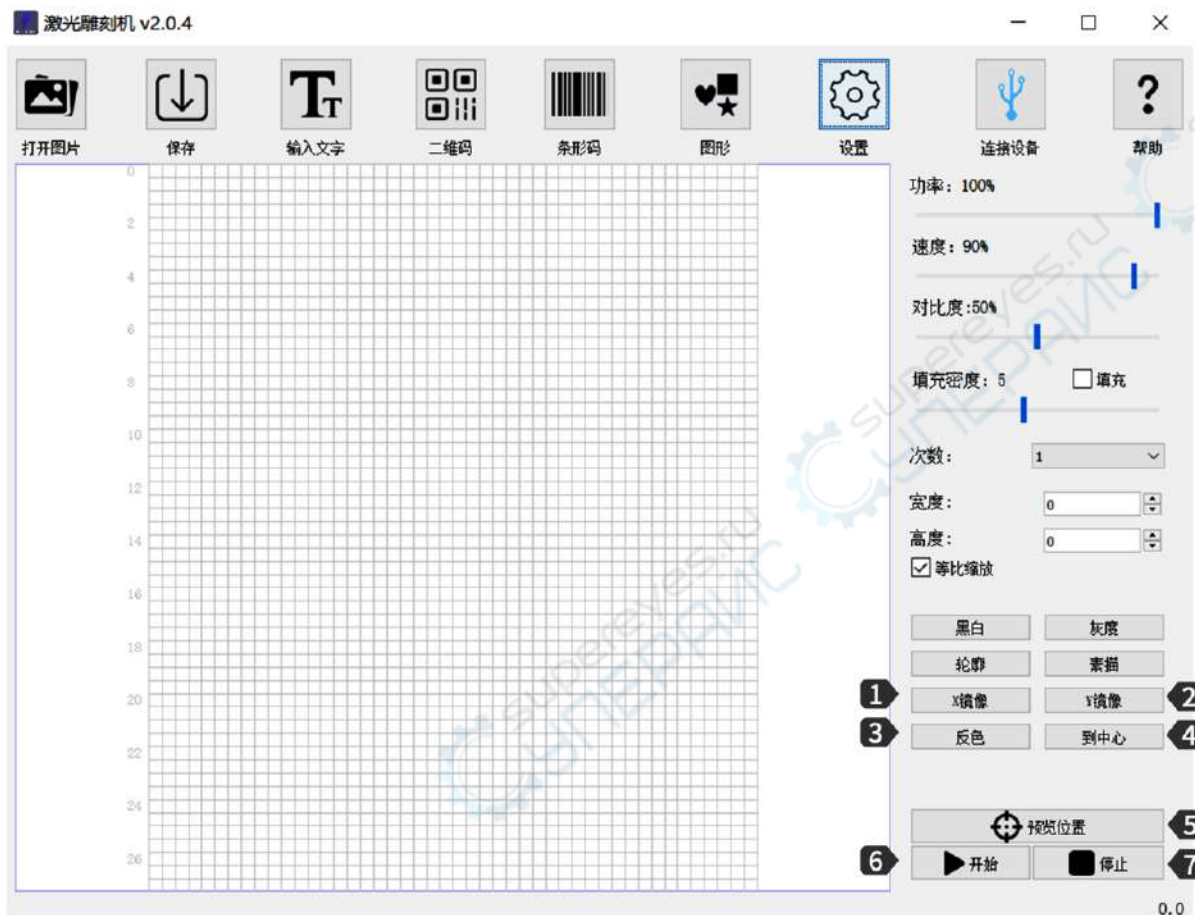 激光雕刻机 v2.0.4
打开图片 保存 输入文字 二维码 条形码 图形 设置 连接设备 帮助
功率: 100%
速度: 90%
对比度:50%
填充密度: 5 填充
次数: 1
宽度: 0
高度: 0
等比缩放
黑白 灰度
轮廓 素描
1 X镜像 Y镜像 2
3 反色 到中心 4
预览位置 5
6 开始 停止 7
0.0
0
2
4
6
8
10
12
14
16
18
20
22
24
26
supereyes.ru
СУПЕРАЙС
supereyes.ru
СУПЕРАЙС